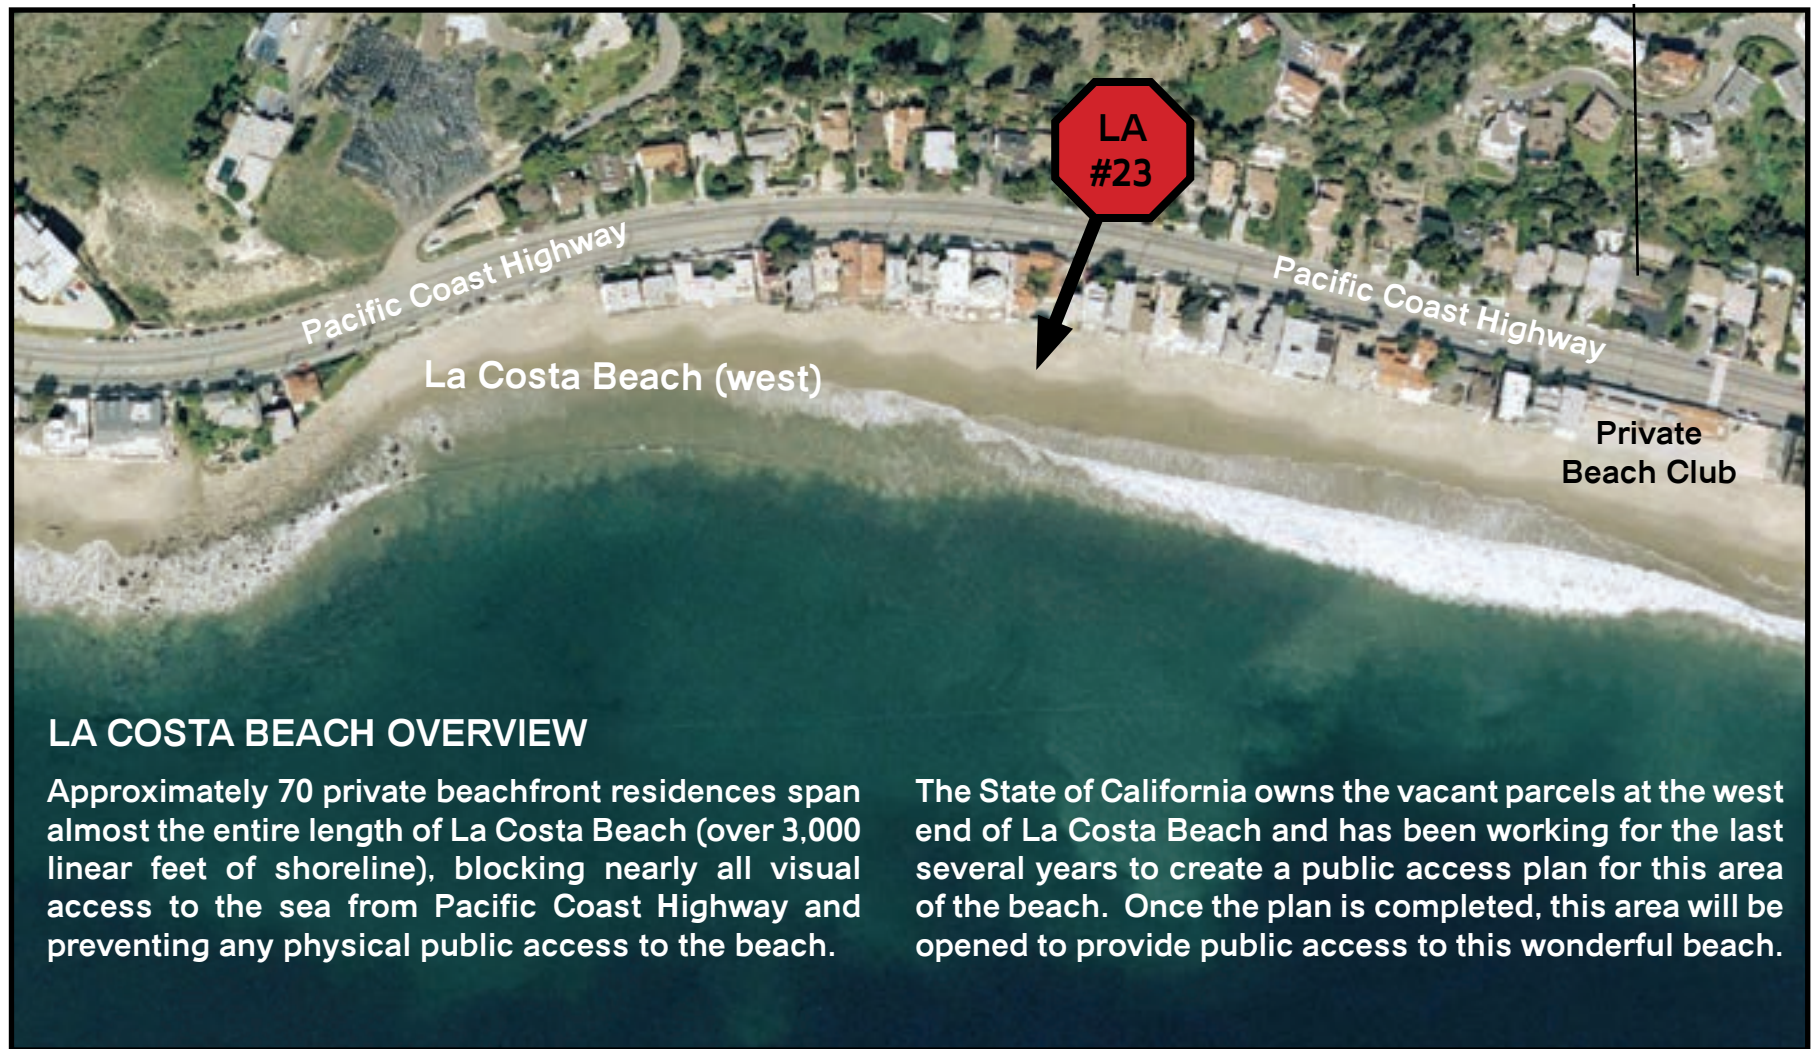 LA
#23
Pacific Coast Highway
Pacific Coast Highway
La Costa Beach (west)
Private
Beach Club
LA COSTA BEACH OVERVIEW
Approximately 70 private beachfront residences span
almost the entire length of La Costa Beach (over 3,000
linear feet of shoreline), blocking nearly all visual
access to the sea from Pacific Coast Highway and
preventing any physical public access to the beach.
The State of California owns the vacant parcels at the west
end of La Costa Beach and has been working for the last
several years to create a public access plan for this area
of the beach. Once the plan is completed, this area will be
opened to provide public access to this wonderful beach.